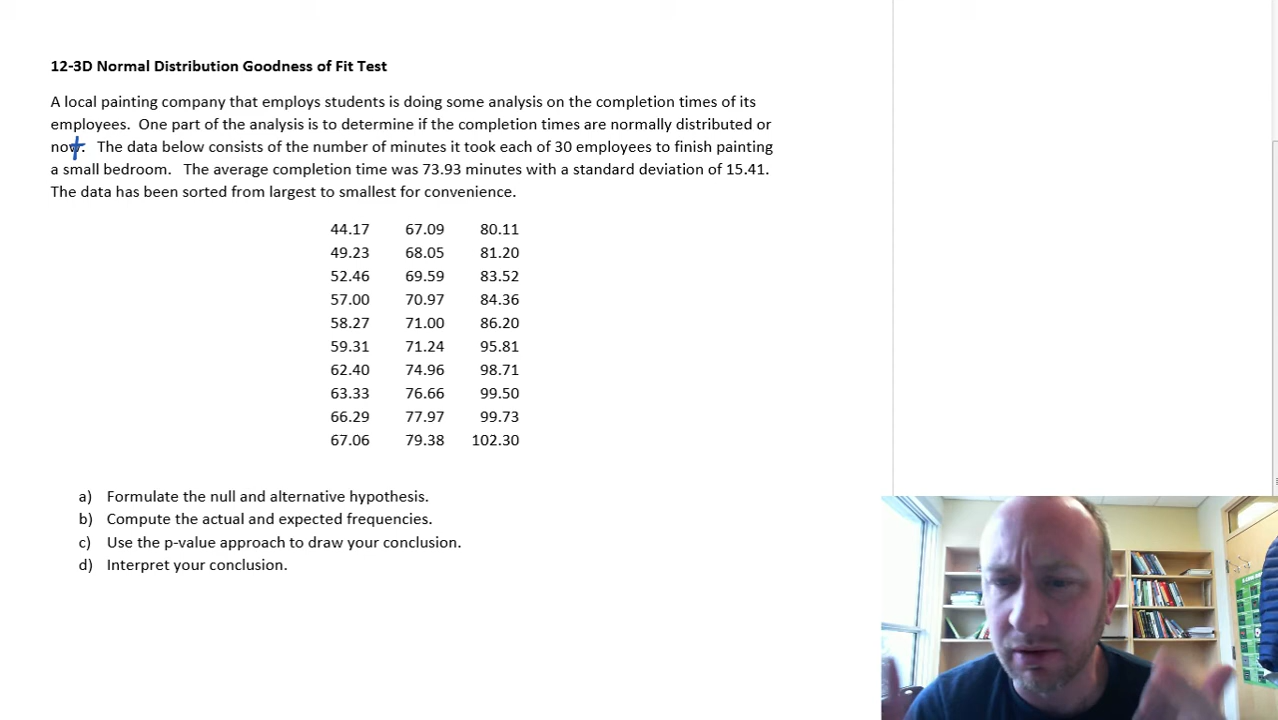 12-3D Normal Distribution Goodness of Fit Test
A local painting company that employs students is doing some analysis on the completion times of its
employees. One part of the analysis is to determine if the completion times are normally distributed or
not. The data below consists of the number of minutes it took each of 30 employees to finish painting
a small bedroom. The average completion time was 73.93 minutes with a standard deviation of 15.41.
The data has been sorted from largest to smallest for convenience.
44.17 67.09 80.11
49.23 68.05 81.20
52.46 69.59 83.52
57.00 70.97 84.36
58.27 71.00 86.20
59.31 71.24 95.81
62.40 74.96 98.71
63.33 76.66 99.50
66.29 77.97 99.73
67.06 79.38 102.30
a) Formulate the null and alternative hypothesis.
b) Compute the actual and expected frequencies.
c) Use the p-value approach to draw your conclusion.
d) Interpret your conclusion.